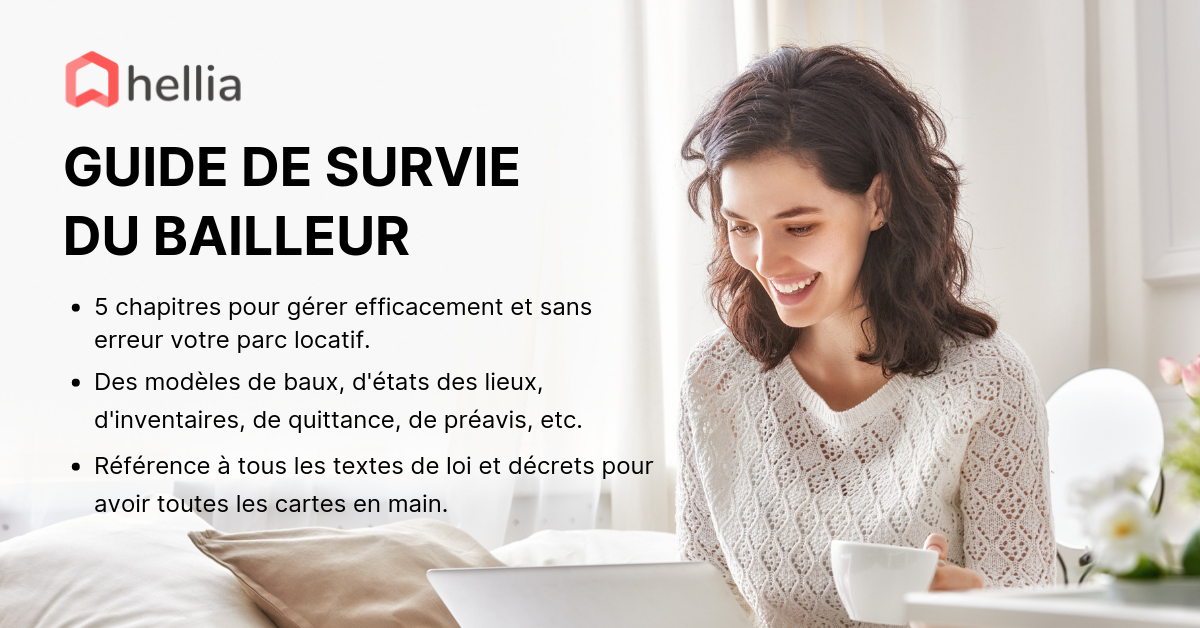 hellia
GUIDE DE SURVIE
DU BAILLEUR
5 chapitres pour gérer efficacement et sans
erreur votre parc locatif.
Des modèles de baux, d'états des lieux,
d'inventaires, de quittance, de préavis, etc.
Référence à tous les textes de loi et décrets pour
avoir toutes les cartes en main.